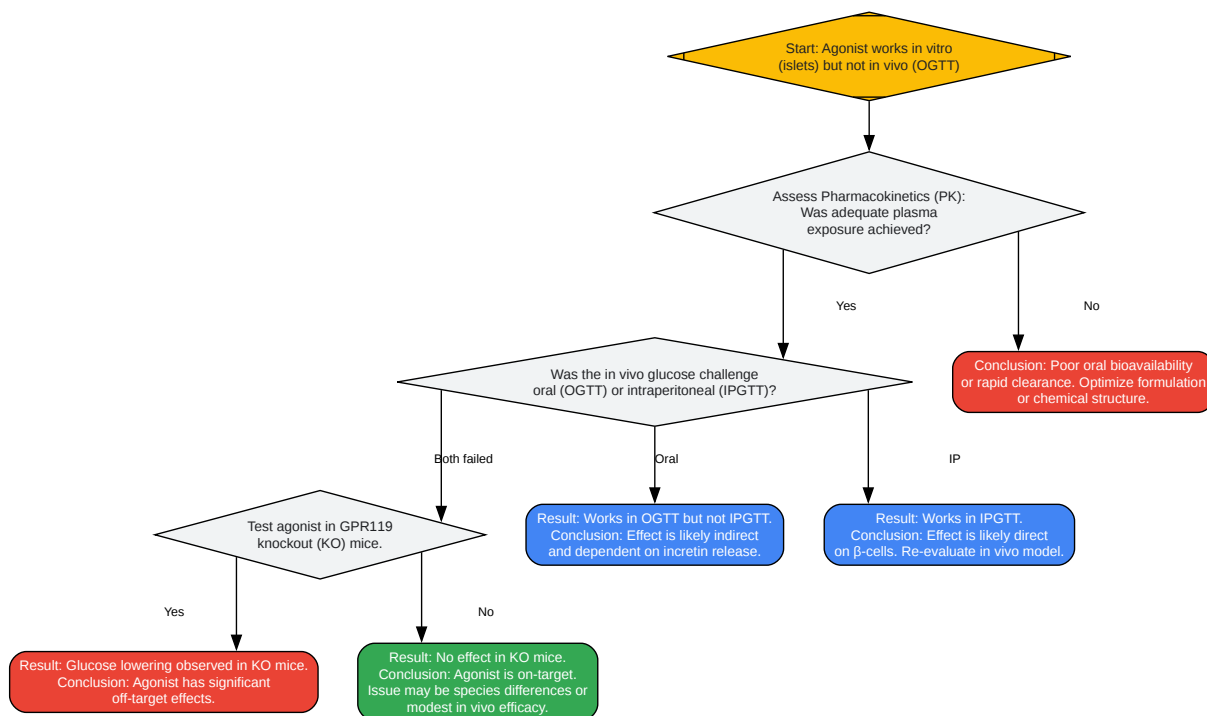 Start: Agonist works in vitro
(islets) but not in vivo (OGTT)
Assess Pharmacokinetics (PK):
Was adequate plasma
exposure achieved?
Yes
No
Was the in vivo glucose challenge
oral (OGTT) or intraperitoneal (IPGTT)?
Conclusion: Poor oral bioavailability
or rapid clearance. Optimize formulation
or chemical structure.
Both failed
Oral
IP
Test agonist in GPR119
knockout (KO) mice.
Result: Works in OGTT but not IPGTT.
Conclusion: Effect is likely indirect
and dependent on incretin release.
Result: Works in IPGTT.
Conclusion: Effect is likely direct
on β-cells. Re-evaluate in vivo model.
Yes
No
Result: Glucose lowering observed in KO mice.
Conclusion: Agonist has significant
off-target effects.
Result: No effect in KO mice.
Conclusion: Agonist is on-target.
Issue may be species differences or
modest in vivo efficacy.